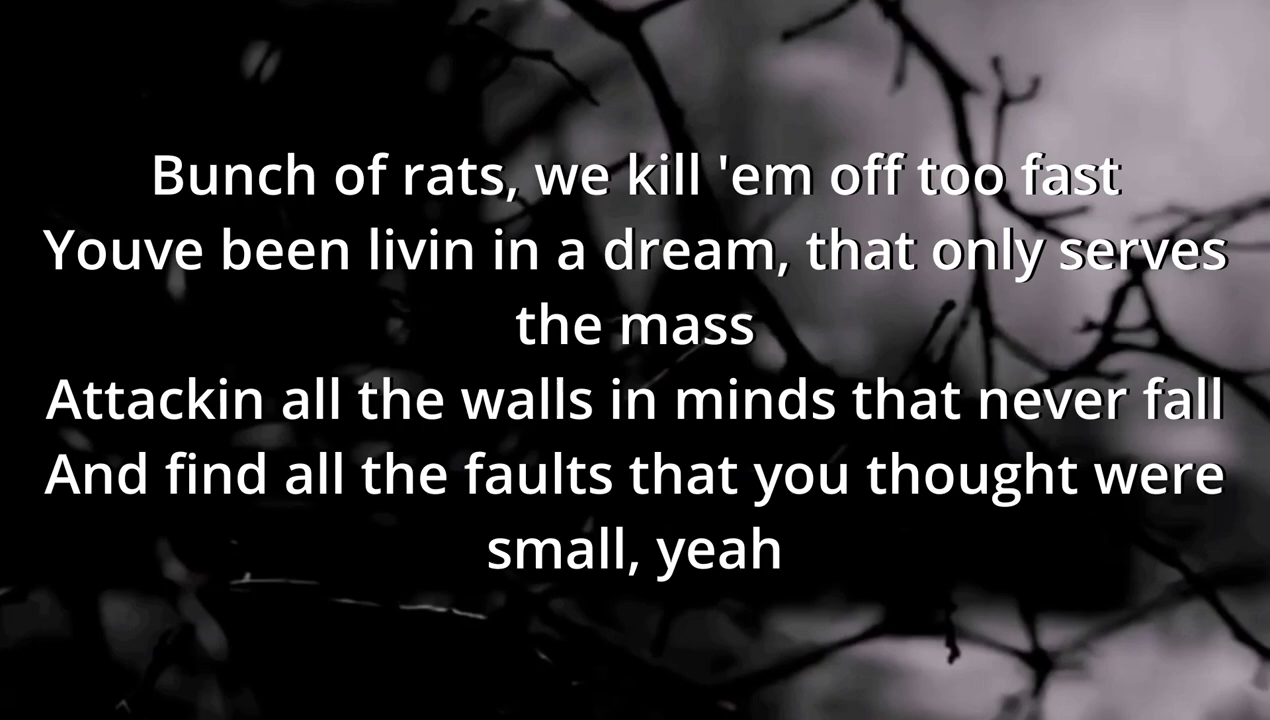 Bunch of rats, we kill 'em off too fast
Youve been livin in a dream, that only serves
the mass
Attackin all the walls in minds that never fall
And find all the faults that you thought were
small, yeah